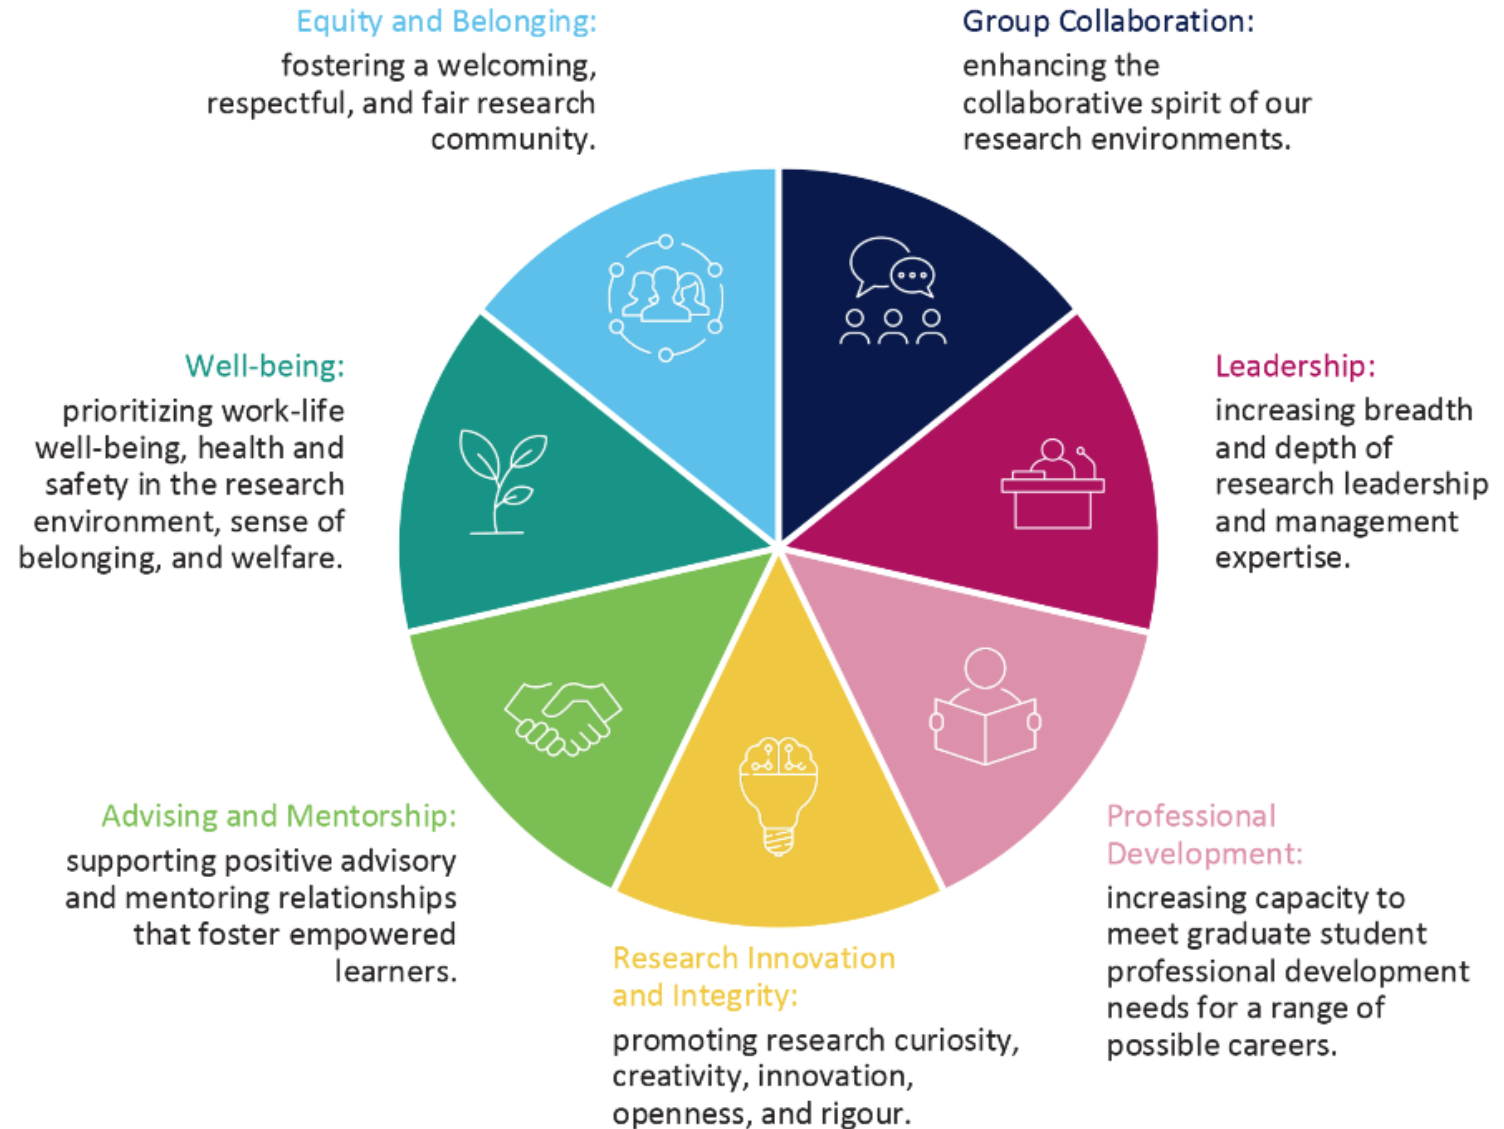 Equity and Belonging:
fostering a welcoming,
respectful, and fair research
community.
Group Collaboration:
enhancing the
collaborative spirit of our
research environments.
Well-being:
prioritizing work-life
well-being, health and
safety in the research
environment, sense of
belonging, and welfare.
Leadership:
increasing breadth
and depth of
research leadership
and management
expertise.
Advising and Mentorship:
supporting positive advisory
and mentoring relationships
that foster empowered
learners.
Research Innovation
and Integrity:
promoting research curiosity,
creativity, innovation,
openness, and rigour.
Professional
Development:
increasing capacity to
meet graduate student
professional development
needs for a range of
possible careers.